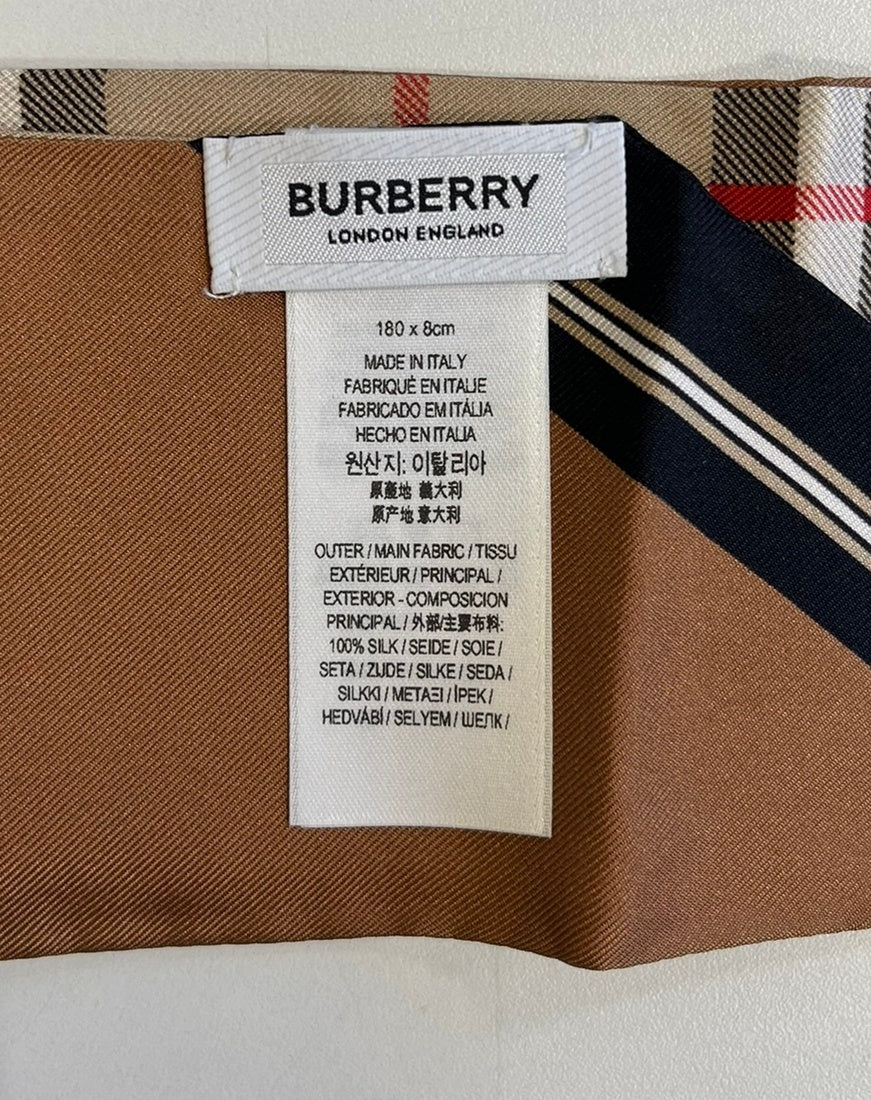 BURBERRY
LONDON ENGLAND
180 x 8cm
MADE IN ITALY
FABRIQUÉ EN ITALIE
FABRICADO EM ITÁLIA
HECHO EN ITALIA
원산지: 이탈리아
原產地 義大利
原产地 意大利
OUTER / MAIN FABRIC / TISSU
EXTÉRIEUR / PRINCIPAL /
EXTERIOR - COMPOSICION
PRINCIPAL / 外部/主要布料:
100% SILK / SEIDE / SOIE /
SETA / ZIJDE / SILKE / SEDA /
SILKKI / ΜΕΤΑΞΙ / İPEK /
HEDVÁBÍ / SELYEM / ШЕЛК /